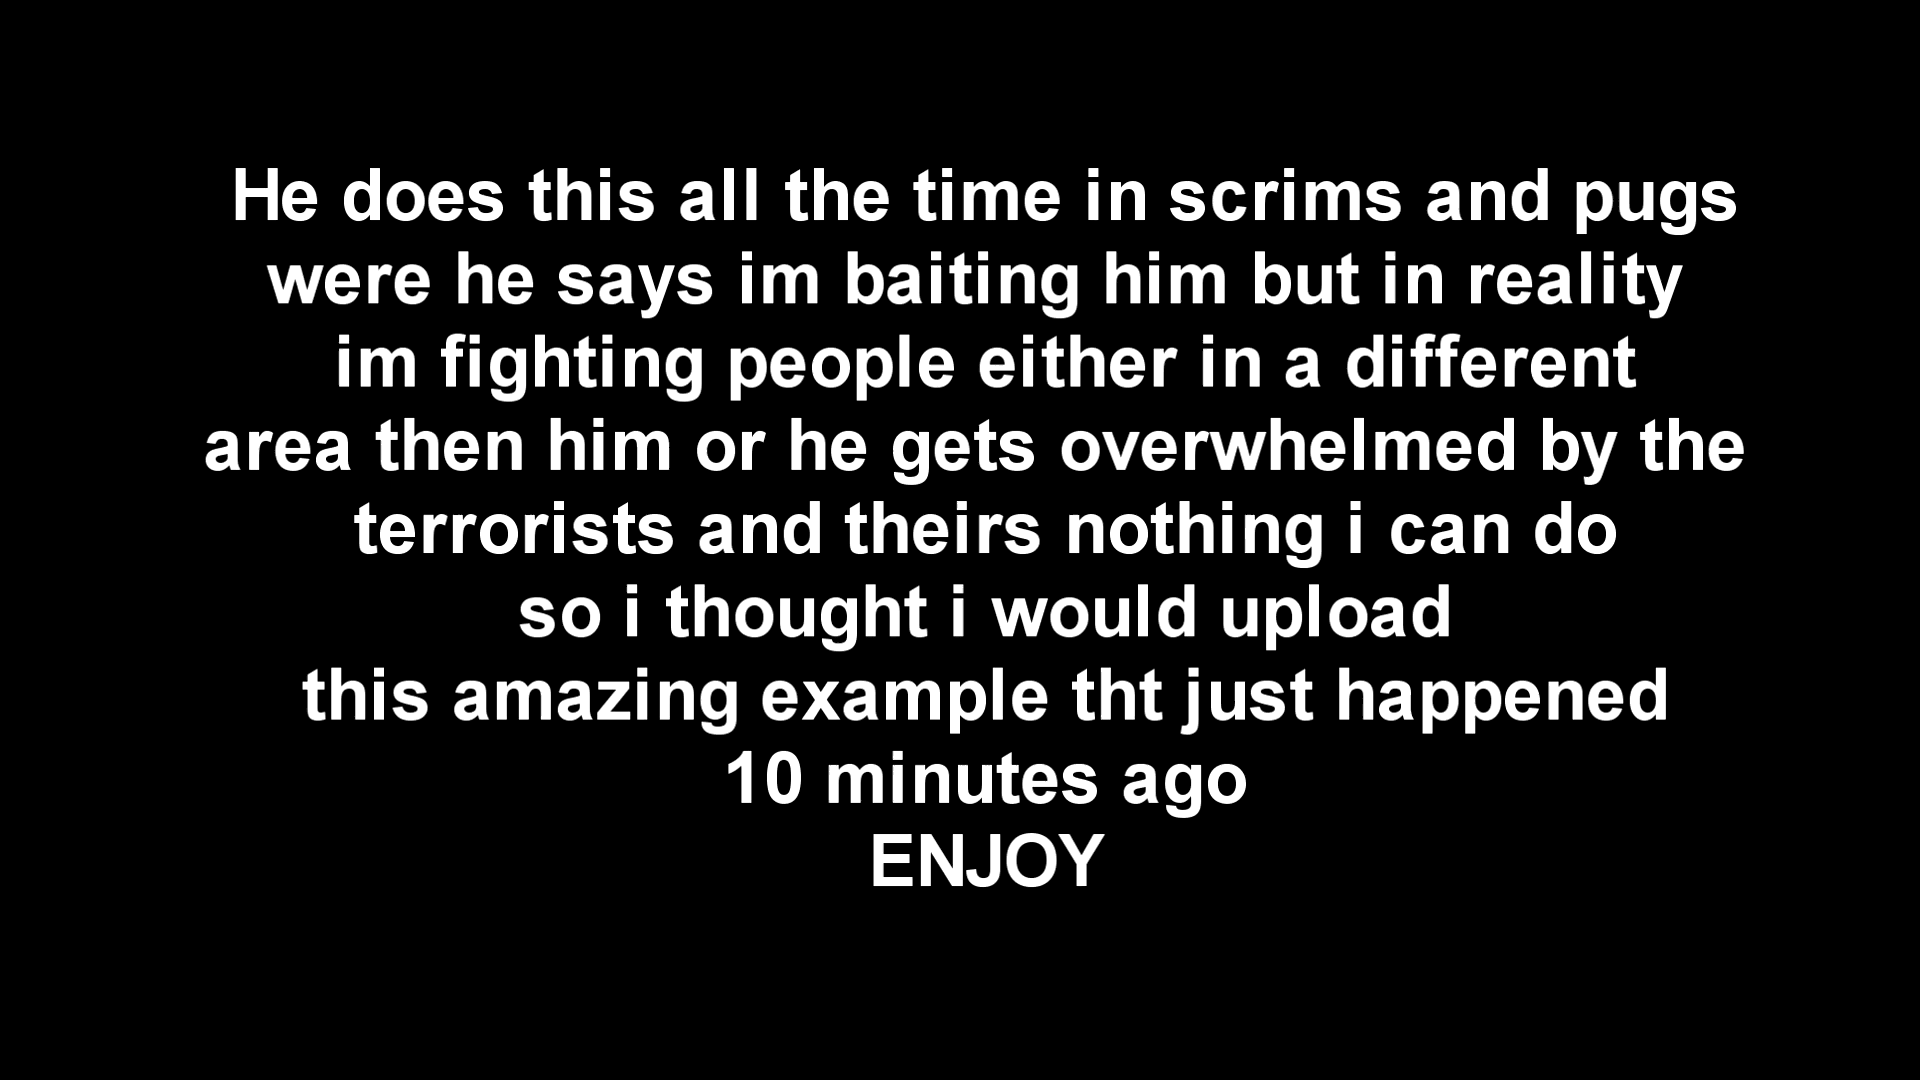 He does this all the time in scrims and pugs
were he says im baiting him but in reality
im fighting people either in a different
area then him or he gets overwhelmed by the
terrorists and theirs nothing i can do
so i thought i would upload
this amazing example tht just happened
10 minutes ago
ENJOY